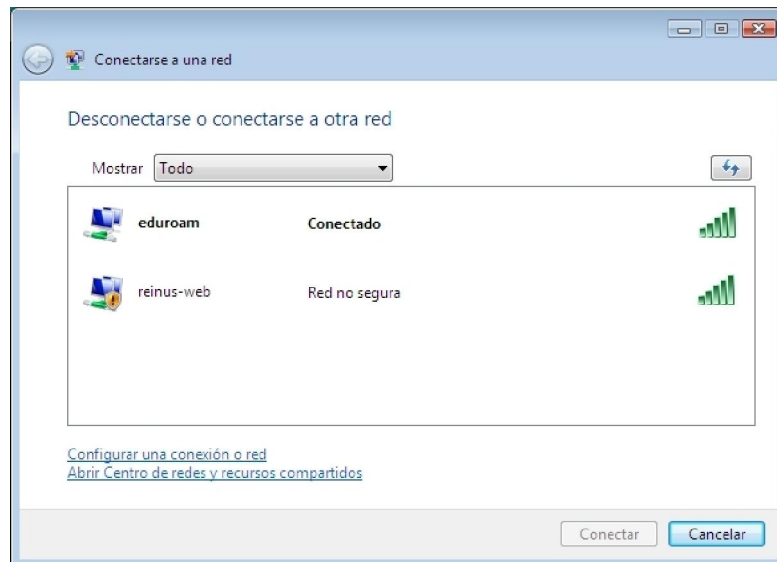 Conectarse a una red
Desconectarse o conectarse a otra red
Mostrar Todo
eduroam Conectado
reinus-web Red no segura
Configurar una conexión o red
Abrir Centro de redes y recursos compartidos
Conectar Cancelar